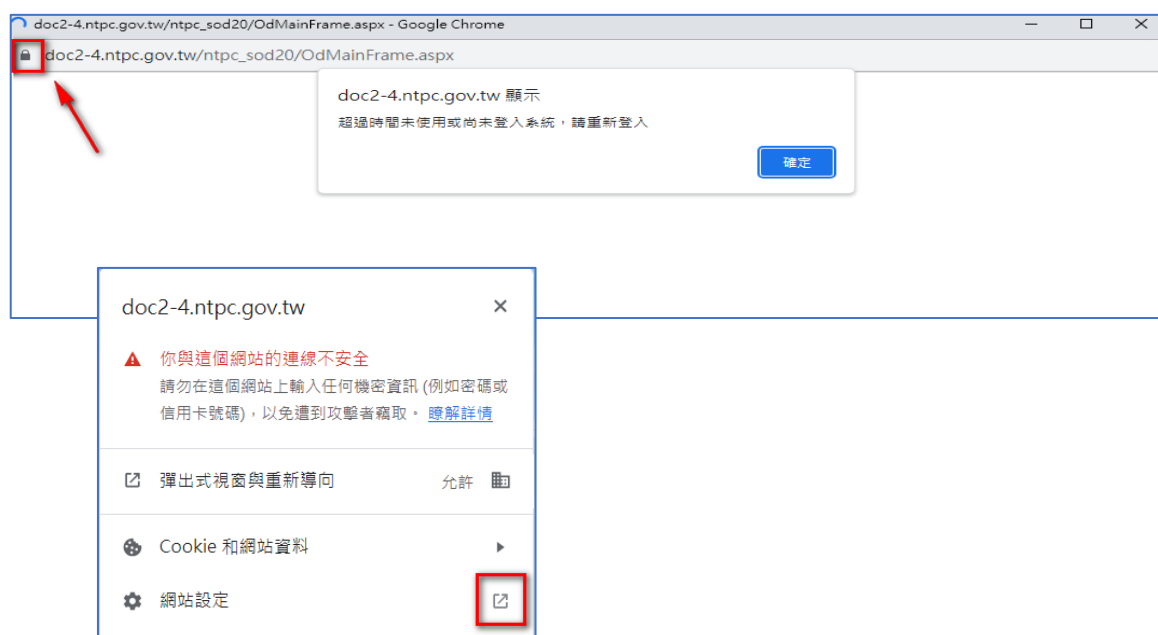 doc2-4.ntpc.gov.tw/ntpc_sod20/OdMainFrame.aspx - Google Chrome
doc2-4.ntpc.gov.tw/ntpc_sod20/OdMainFrame.aspx
doc2-4.ntpc.gov.tw 顯示
超過時間未使用或尚未登入系統，請重新登入
確定
doc2-4.ntpc.gov.tw
你與這個網站的連線不安全
請勿在這個網站上輸入任何機密資訊 (例如密碼或
信用卡號碼)，以免遭到攻擊者竊取。 瞭解詳情
彈出式視窗與重新導向 允許
Cookie 和網站資料
網站設定